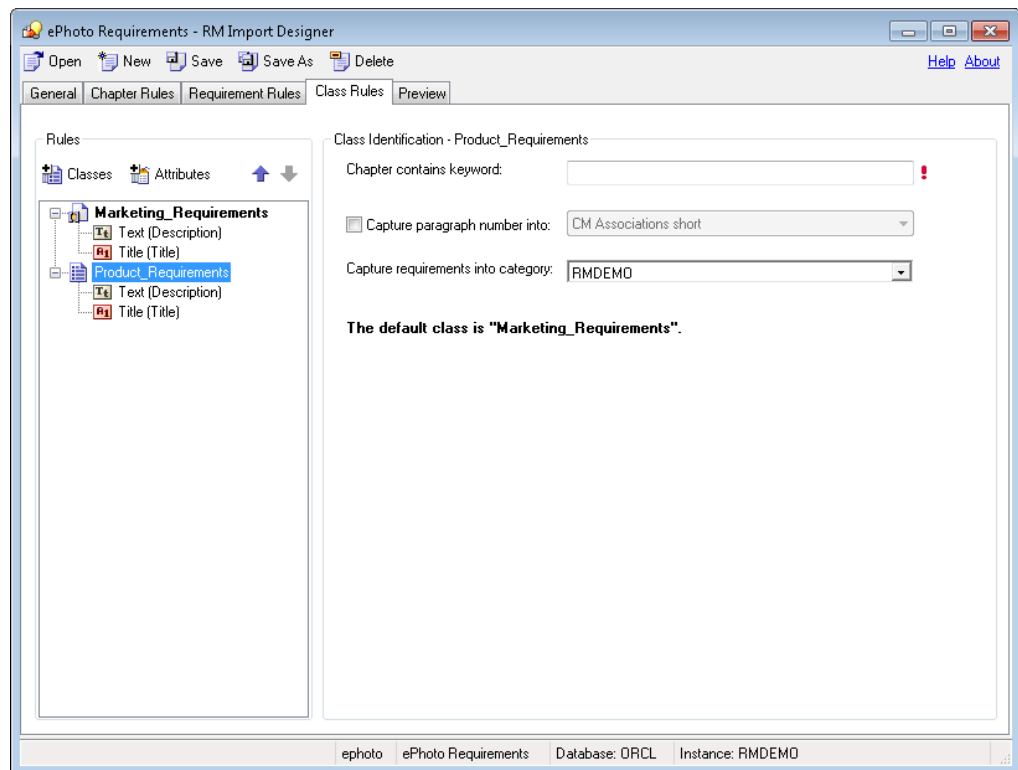 ePhoto Requirements - RM Import Designer
Open New Save Save As Delete Help About
General Chapter Rules Requirement Rules Class Rules Preview
Rules
Classes Attributes
Marketing_Requirements
Text (Description)
Title (Title)
Product_Requirements
Text (Description)
Title (Title)
Class Identification - Product_Requirements
Chapter contains keyword: !
Capture paragraph number into: CM Associations short
Capture requirements into category: RMDEMO
The default class is "Marketing_Requirements".
ephoto ePhoto Requirements Database: ORCL Instance: RMDEMO